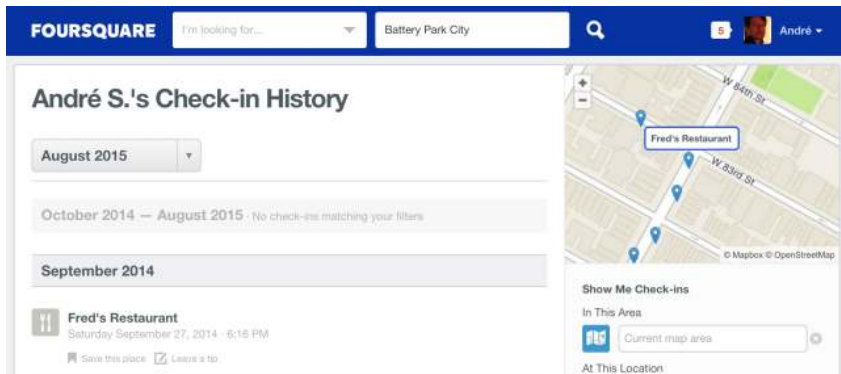 FOURSQUARE
I'm looking for...
Battery Park City
5
André
André S.'s Check-in History
August 2015
October 2014 — August 2015 · No check-ins matching your filters
September 2014
Fred's Restaurant
Saturday September 27, 2014 · 6:16 PM
Save this place
Leave a tip
+
−
W 84th St
Fred's Restaurant
W 83rd St
© Mapbox © OpenStreetMap
Show Me Check-ins
In This Area
Current map area
At This Location